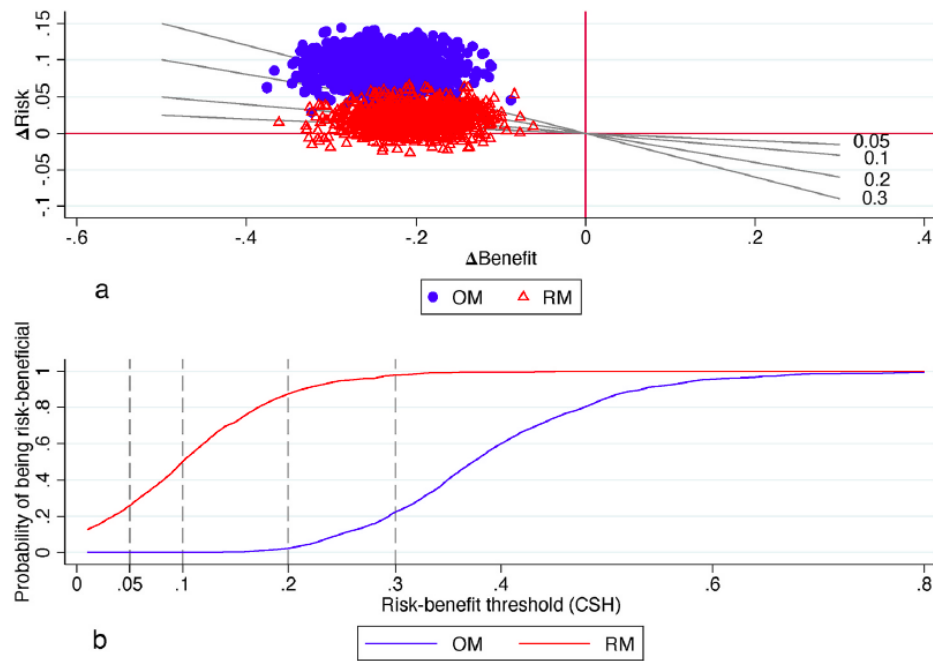 .15
.1
.05
0
-.05
-.1
ΔRisk
0.05
0.1
0.2
0.3
-.6 -.4 -.2 0 .2 .4
ΔBenefit
a
OM RM
Probability of being risk-beneficial
1
.8
.6
.4
.2
0
0 .05 .1 .2 .3 .4 .6 .8
Risk-benefit threshold (CSH)
b
OM RM